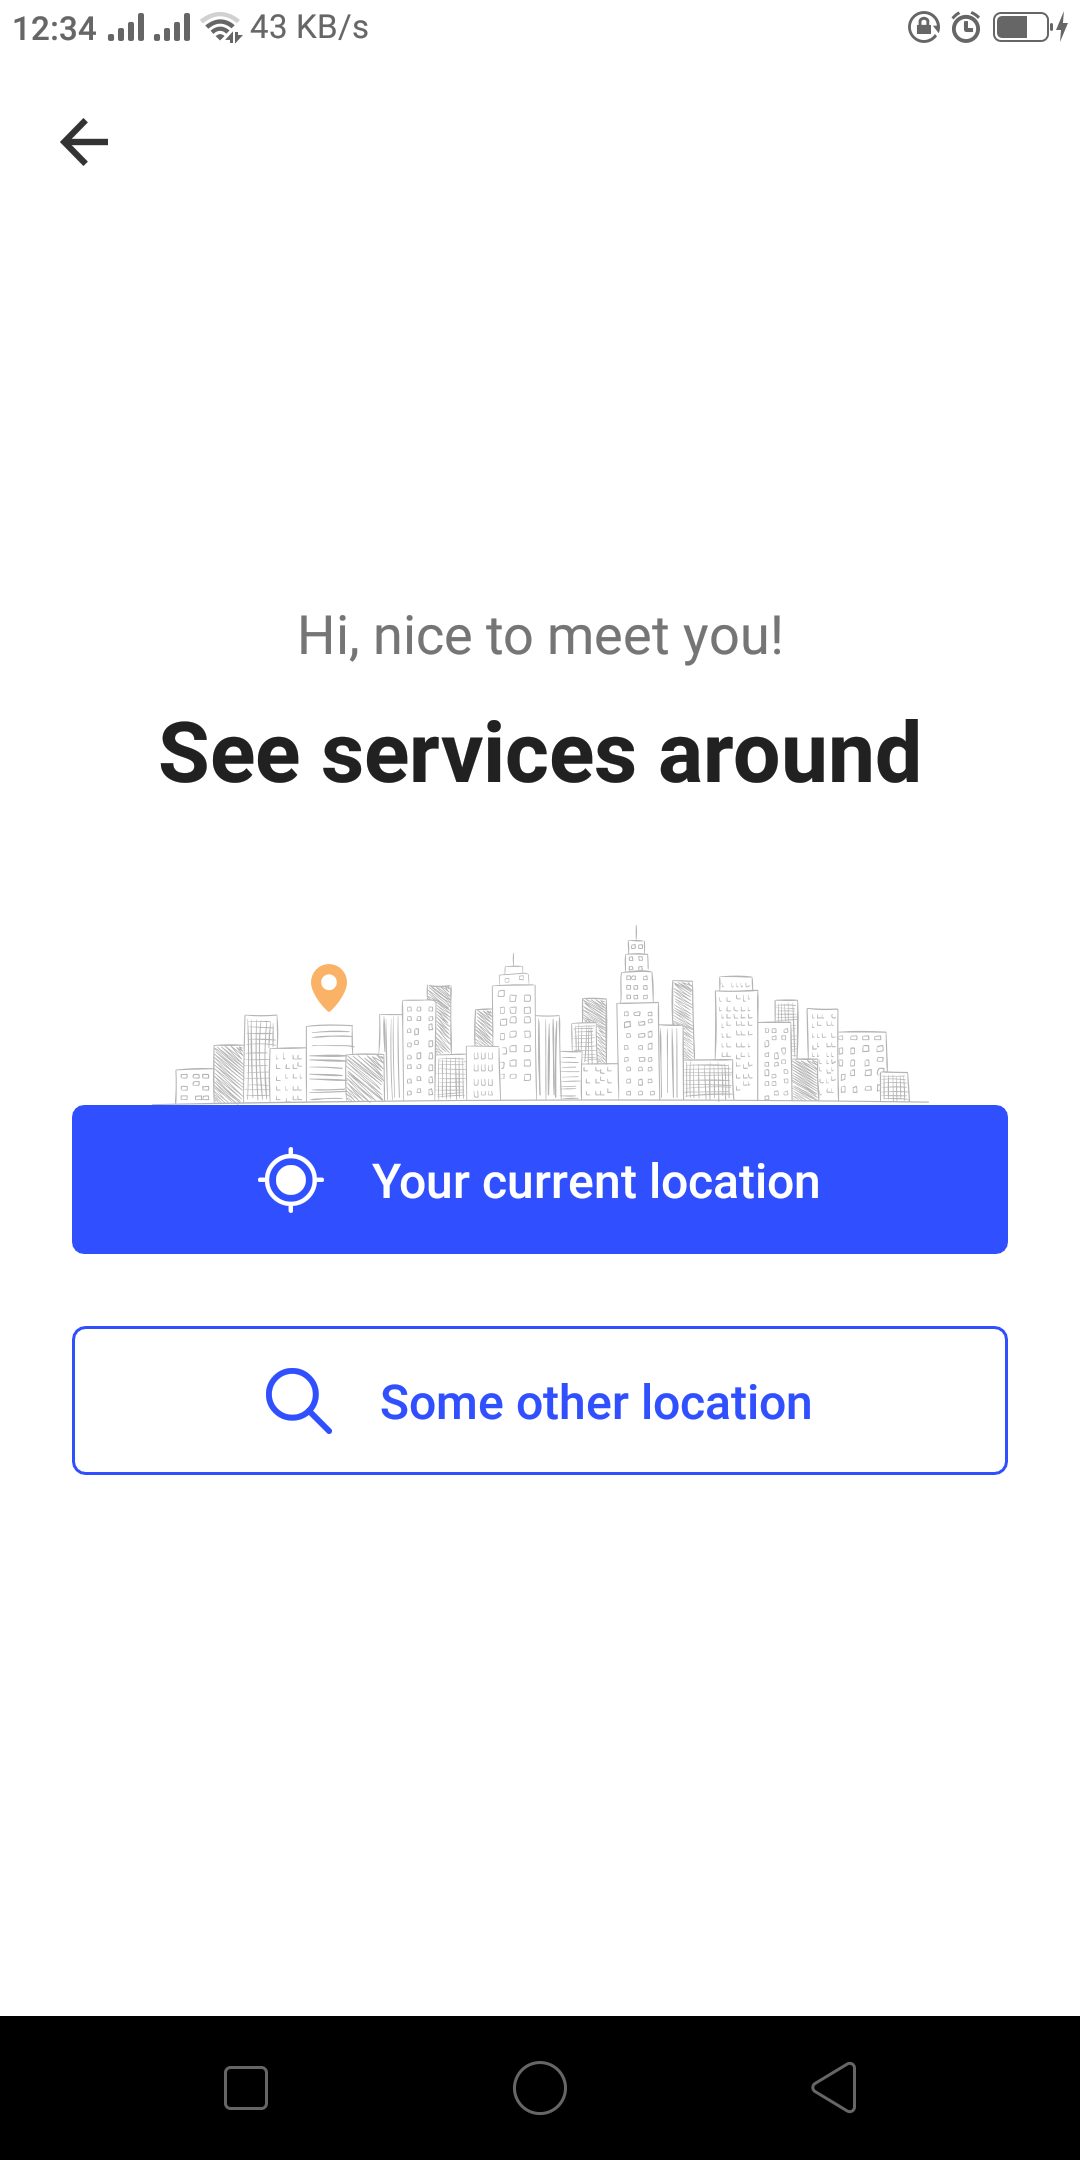 12:34 43 KB/s
Hi, nice to meet you!
See services around
Your current location
Some other location